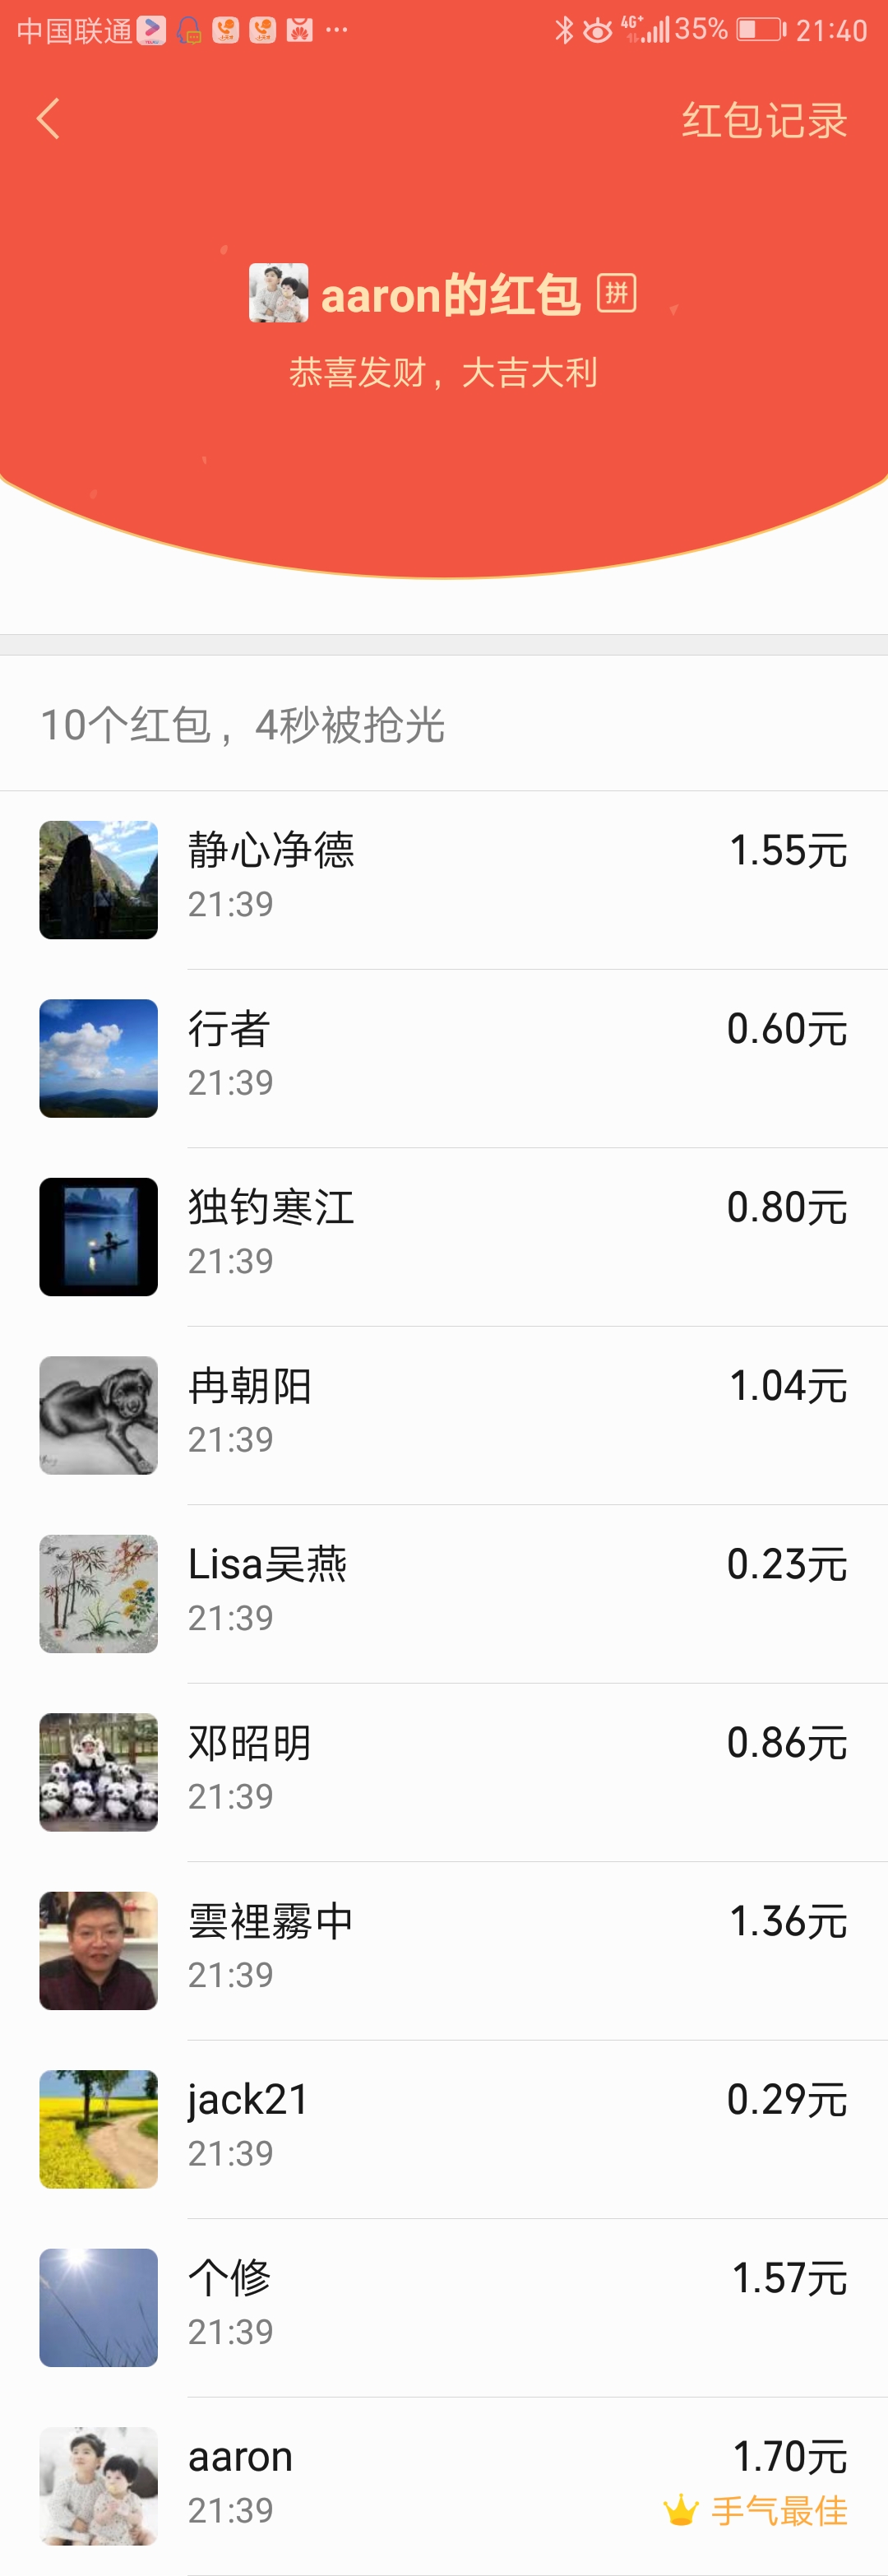 中国联通 ··· 4G+ 35% 21:40
红包记录
aaron的红包 拼
恭喜发财，大吉大利
10个红包，4秒被抢光
静心净德 1.55元
21:39
行者 0.60元
21:39
独钓寒江 0.80元
21:39
冉朝阳 1.04元
21:39
Lisa吴燕 0.23元
21:39
邓昭明 0.86元
21:39
雲裡霧中 1.36元
21:39
jack21 0.29元
21:39
个修 1.57元
21:39
aaron 1.70元
21:39 手气最佳